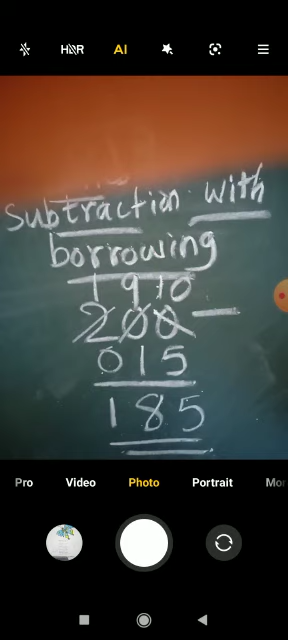 HDR AI
Subtraction with
borrowing
1 9 10
200 -
015
185
Pro Video Photo Portrait Mor